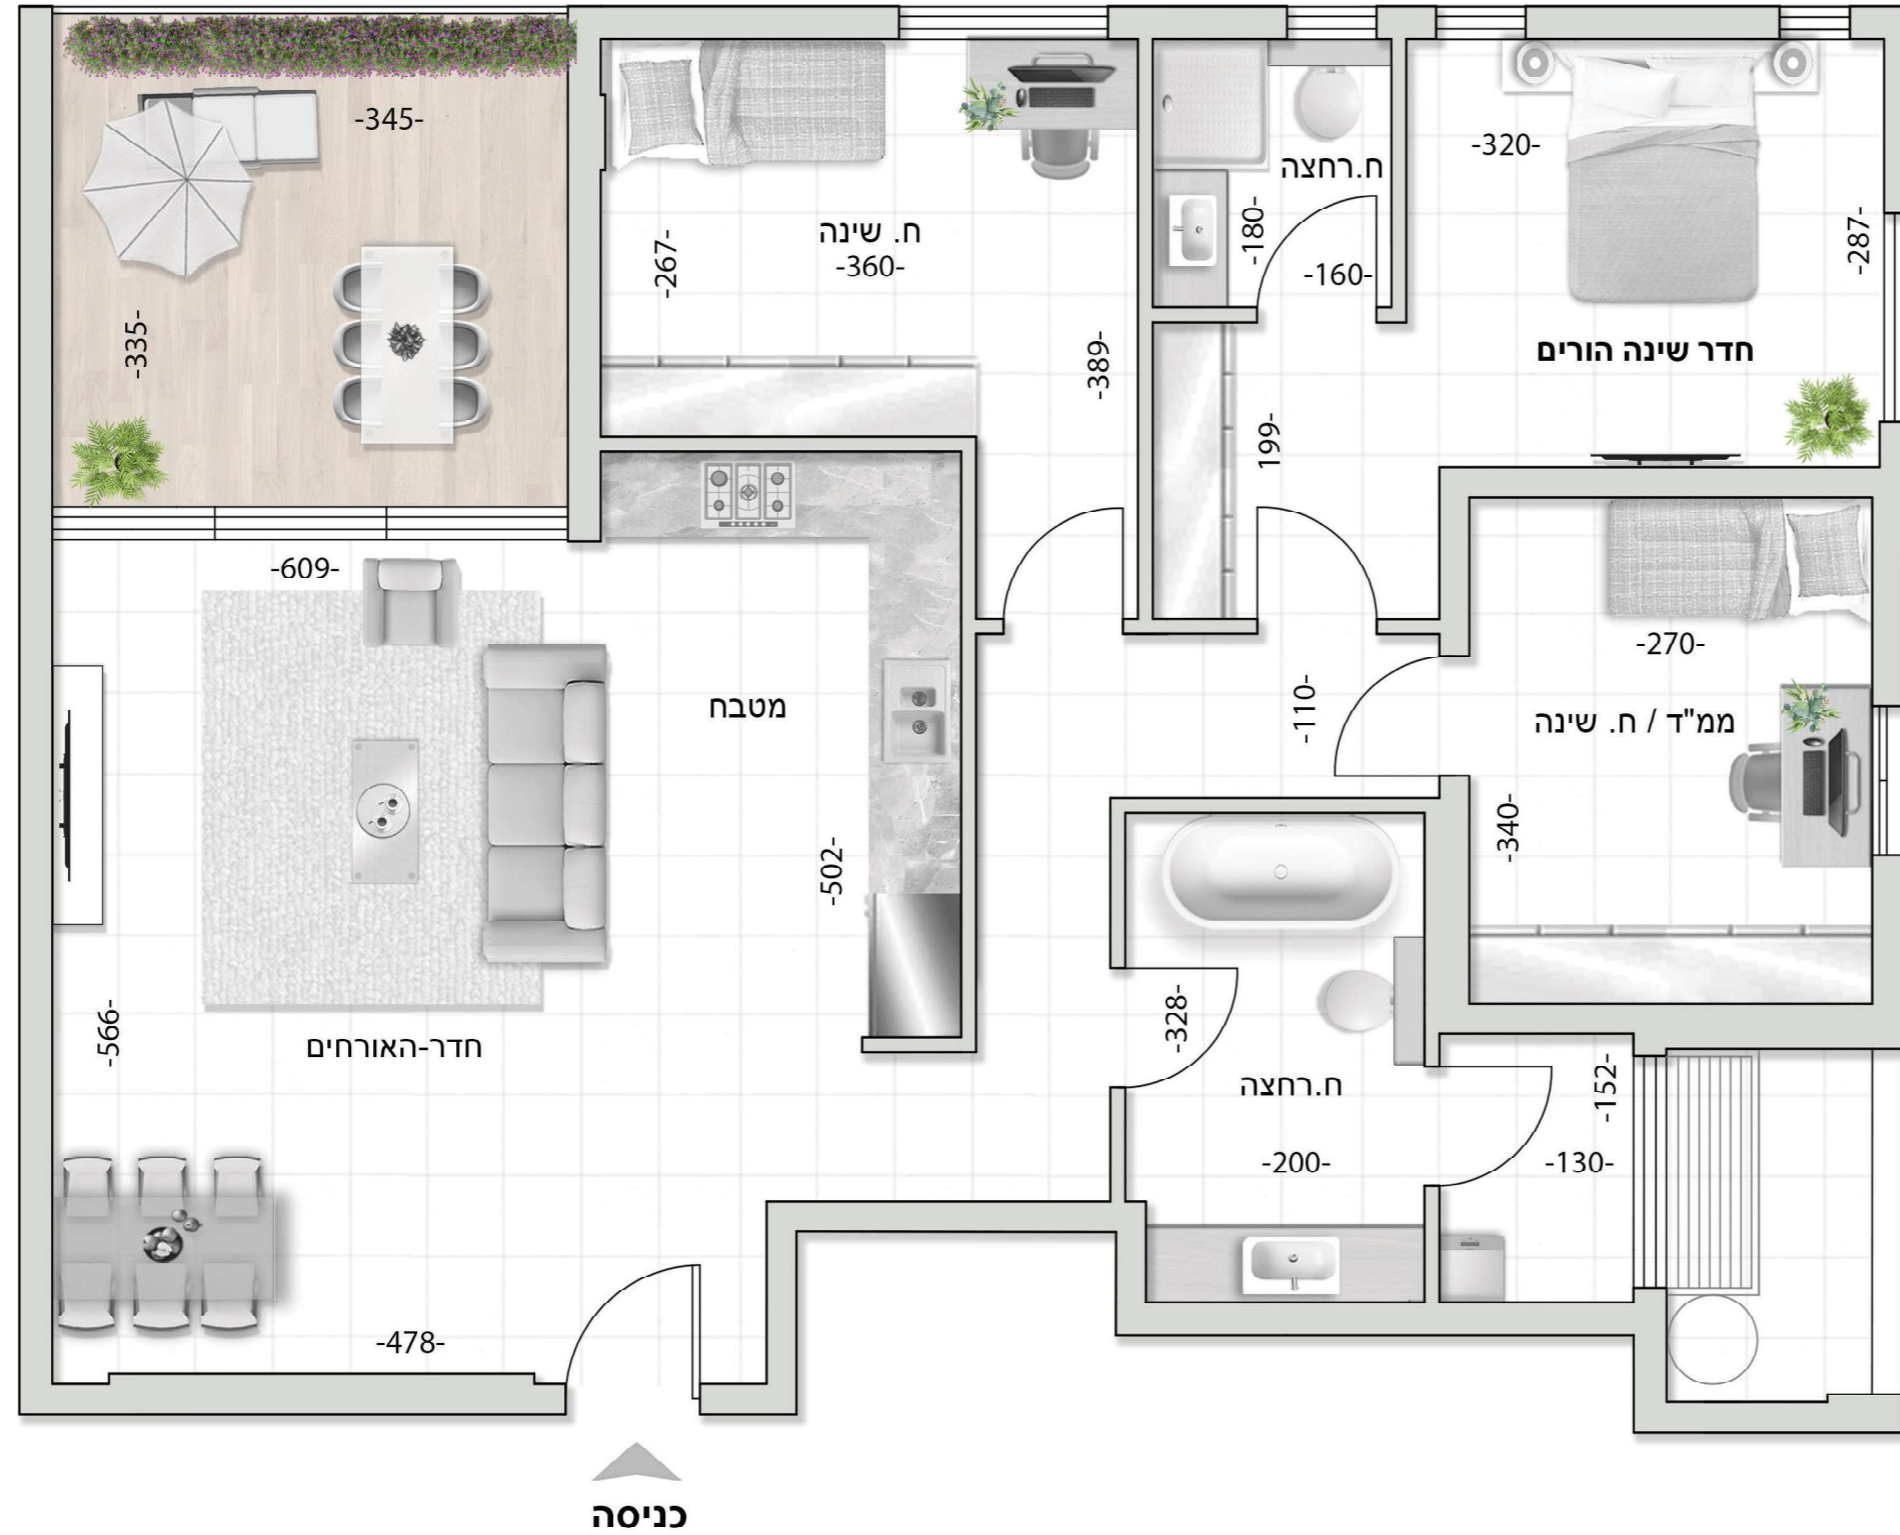 -345-
-335-
ח. שינה
-360-
-267-
-389-
ח.רחצה
-180-
-160-
-320-
-287-
חדר שינה הורים
-199-
-609-
מטבח
-502-
-566-
חדר-האורחים
-478-
-110-
-270-
ממ"ד / ח. שינה
-340-
-328-
ח.רחצה
-200-
-152-
-130-
כניסה